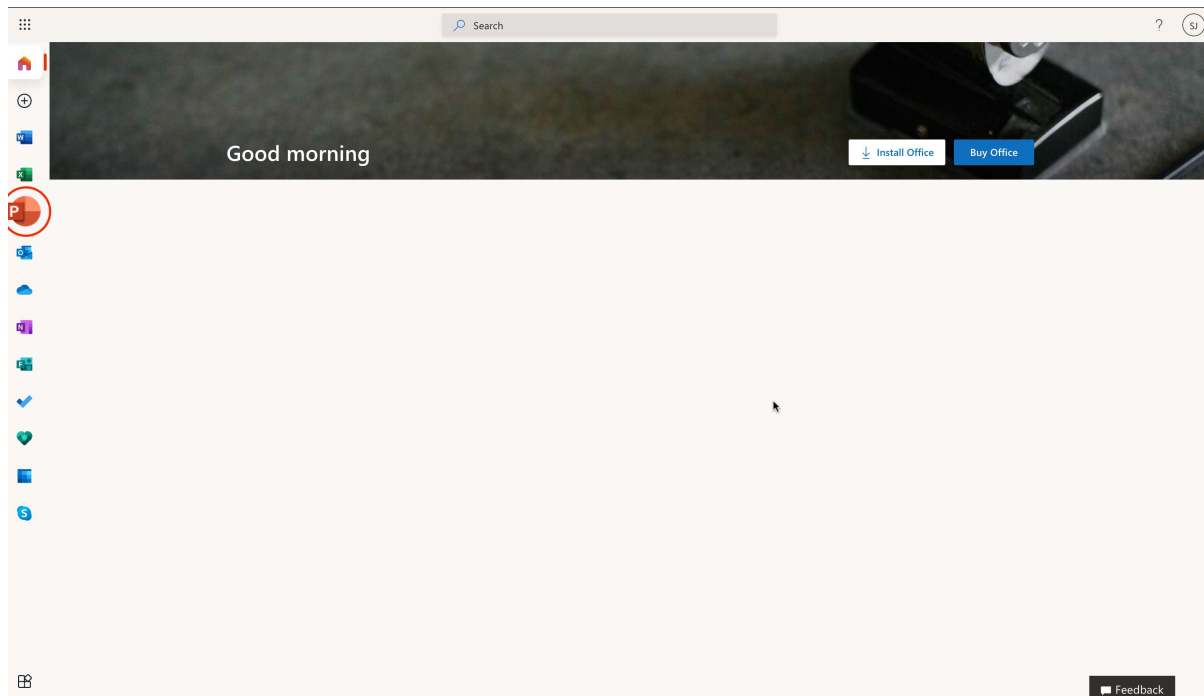 Search
?
SJ
Good morning
Install Office
Buy Office
W
X
P
O
N
F
S
Feedback